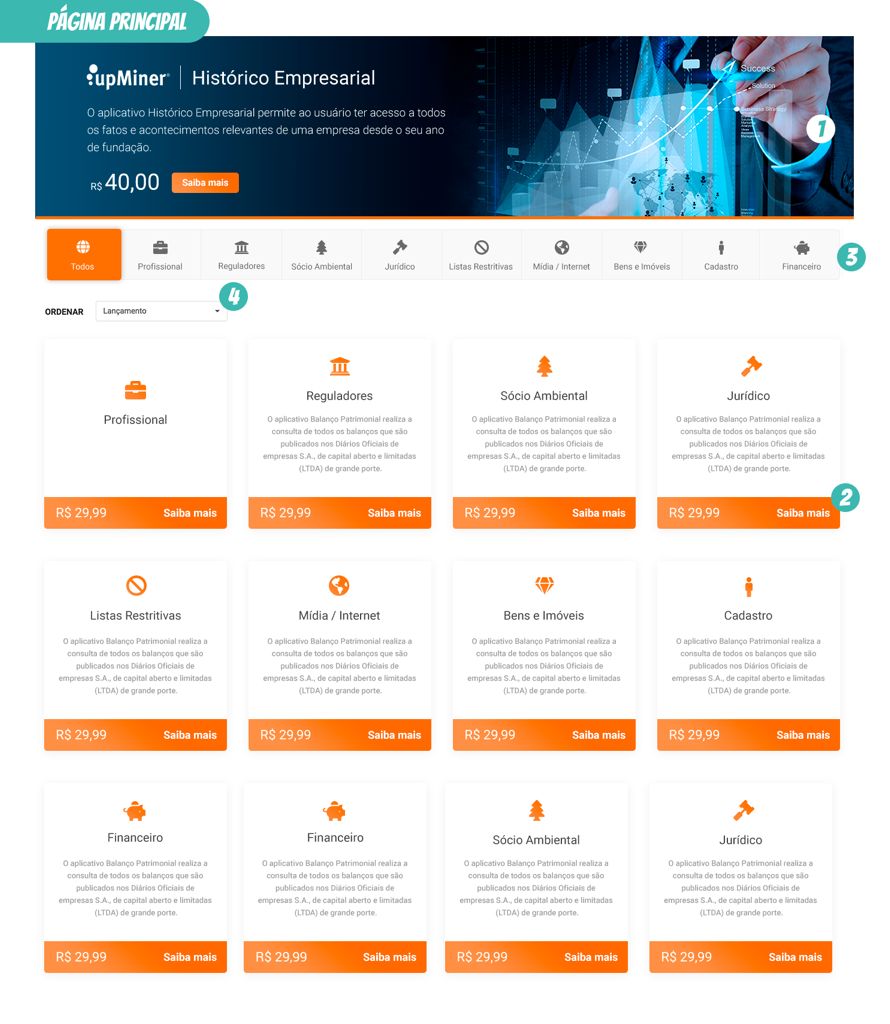 PÁGINA PRINCIPAL
upMiner® | Histórico Empresarial
O aplicativo Histórico Empresarial permite ao usuário ter acesso a todos
os fatos e acontecimentos relevantes de uma empresa desde o seu ano
de fundação.
R$ 40,00 Saiba mais
Success
Solution
Business Strategy
1
Todos Profissional Reguladores Sócio Ambiental Jurídico Listas Restritivas Mídia / Internet Bens e Imóveis Cadastro Financeiro
3
ORDENAR Lançamento
4
Profissional
R$ 29,99 Saiba mais
Reguladores
O aplicativo Balanço Patrimonial realiza a
consulta de todos os balanços que são
publicados nos Diários Oficiais de
empresas S.A., de capital aberto e limitadas
(LTDA) de grande porte.
R$ 29,99 Saiba mais
Sócio Ambiental
O aplicativo Balanço Patrimonial realiza a
consulta de todos os balanços que são
publicados nos Diários Oficiais de
empresas S.A., de capital aberto e limitadas
(LTDA) de grande porte.
R$ 29,99 Saiba mais
Jurídico
O aplicativo Balanço Patrimonial realiza a
consulta de todos os balanços que são
publicados nos Diários Oficiais de
empresas S.A., de capital aberto e limitadas
(LTDA) de grande porte.
R$ 29,99 Saiba mais
2
Listas Restritivas
O aplicativo Balanço Patrimonial realiza a
consulta de todos os balanços que são
publicados nos Diários Oficiais de
empresas S.A., de capital aberto e limitadas
(LTDA) de grande porte.
R$ 29,99 Saiba mais
Mídia / Internet
O aplicativo Balanço Patrimonial realiza a
consulta de todos os balanços que são
publicados nos Diários Oficiais de
empresas S.A., de capital aberto e limitadas
(LTDA) de grande porte.
R$ 29,99 Saiba mais
Bens e Imóveis
O aplicativo Balanço Patrimonial realiza a
consulta de todos os balanços que são
publicados nos Diários Oficiais de
empresas S.A., de capital aberto e limitadas
(LTDA) de grande porte.
R$ 29,99 Saiba mais
Cadastro
O aplicativo Balanço Patrimonial realiza a
consulta de todos os balanços que são
publicados nos Diários Oficiais de
empresas S.A., de capital aberto e limitadas
(LTDA) de grande porte.
R$ 29,99 Saiba mais
Financeiro
O aplicativo Balanço Patrimonial realiza a
consulta de todos os balanços que são
publicados nos Diários Oficiais de
empresas S.A., de capital aberto e limitadas
(LTDA) de grande porte.
R$ 29,99 Saiba mais
Financeiro
O aplicativo Balanço Patrimonial realiza a
consulta de todos os balanços que são
publicados nos Diários Oficiais de
empresas S.A., de capital aberto e limitadas
(LTDA) de grande porte.
R$ 29,99 Saiba mais
Sócio Ambiental
O aplicativo Balanço Patrimonial realiza a
consulta de todos os balanços que são
publicados nos Diários Oficiais de
empresas S.A., de capital aberto e limitadas
(LTDA) de grande porte.
R$ 29,99 Saiba mais
Jurídico
O aplicativo Balanço Patrimonial realiza a
consulta de todos os balanços que são
publicados nos Diários Oficiais de
empresas S.A., de capital aberto e limitadas
(LTDA) de grande porte.
R$ 29,99 Saiba mais